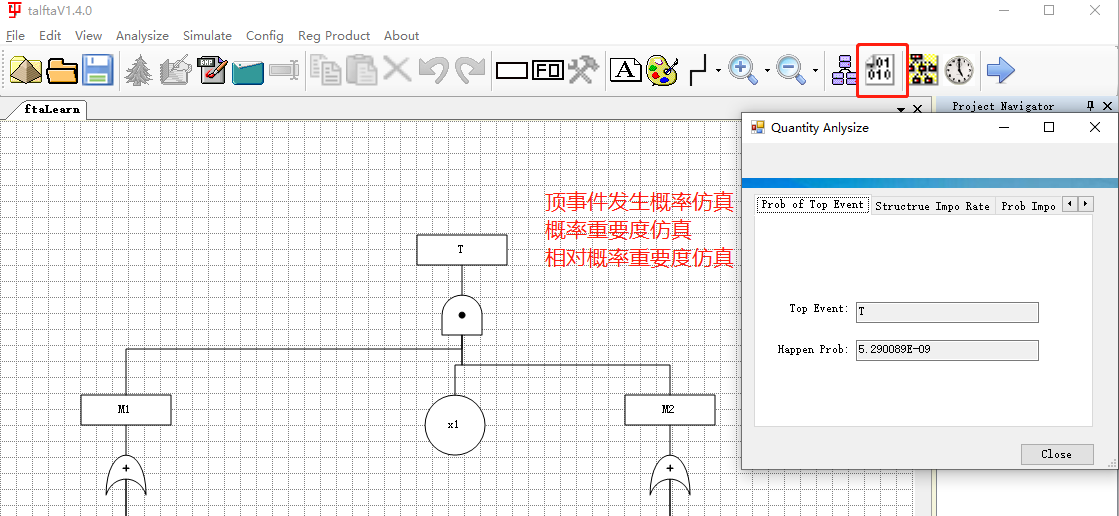 talftaV1.4.0
File Edit View Analysize Simulate Config Reg Product About
BMP
FO
A
01
010
ftaLearn
Project Navigator
Quantity Anlysize
顶事件发生概率仿真
概率重要度仿真
相对概率重要度仿真
Prob of Top Event Structrue Impo Rate Prob Impo
T
Top Event: T
Happen Prob: 5.290089E-09
M1
x1
M2
+
+
Close